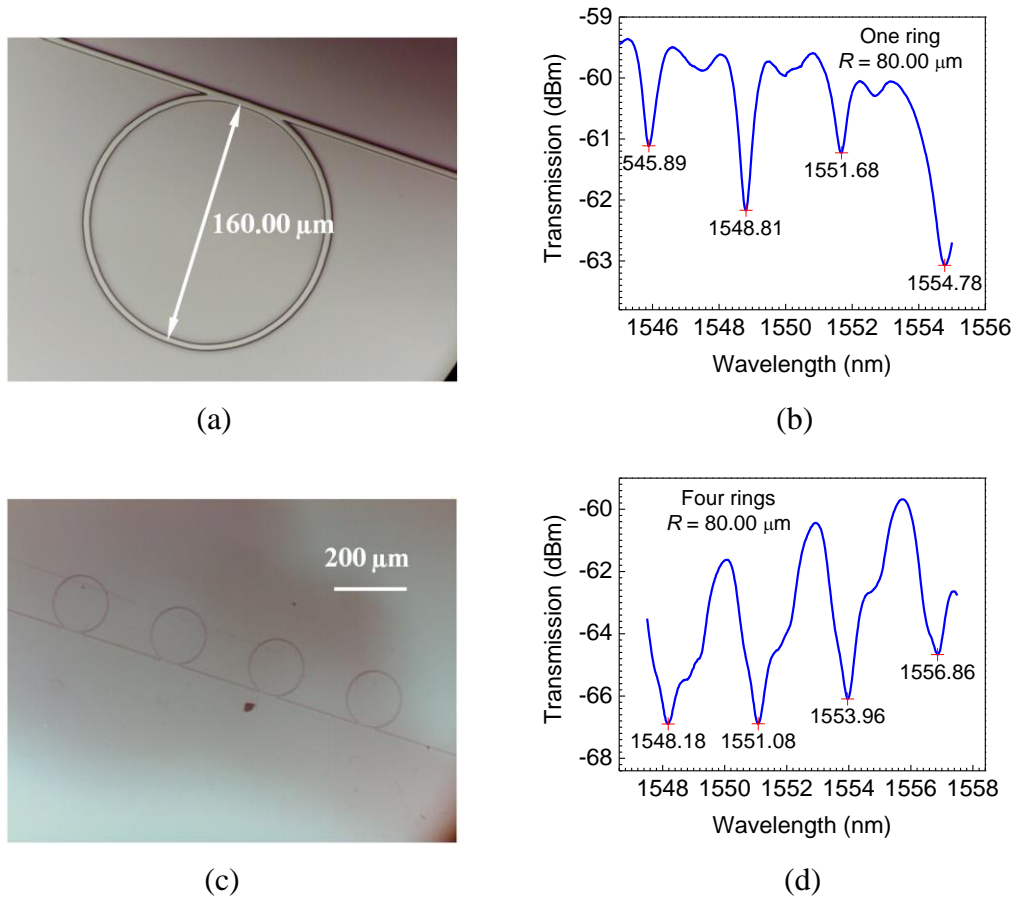 160.00 µm
(a)
-59
-60
-61
-62
-63
Transmission (dBm)
One ring
R = 80.00 µm
545.89
1548.81
1551.68
1554.78
1546 1548 1550 1552 1554 1556
Wavelength (nm)
(b)
200 µm
(c)
-60
-62
-64
-66
-68
Transmission (dBm)
Four rings
R = 80.00 µm
1548.18
1551.08
1553.96
1556.86
1548 1550 1552 1554 1556 1558
Wavelength (nm)
(d)